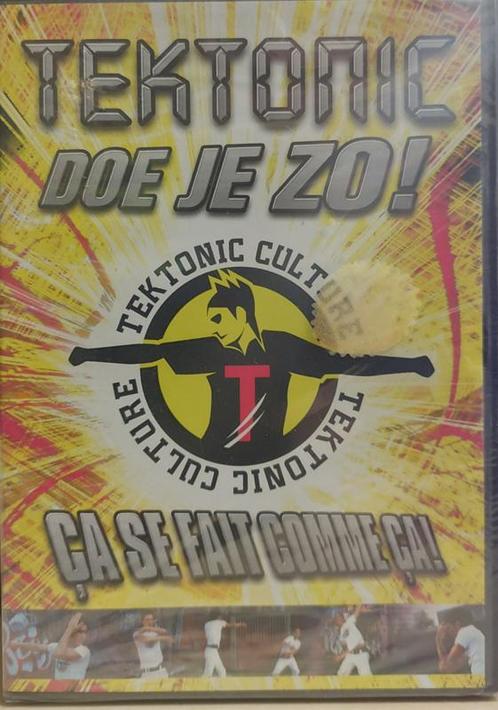 TEKTONIC
DOE JE ZO!
TEKTONIC CULTURE
T
TEKTONIC CULTURE
ÇA SE FAIT COMME ÇA!